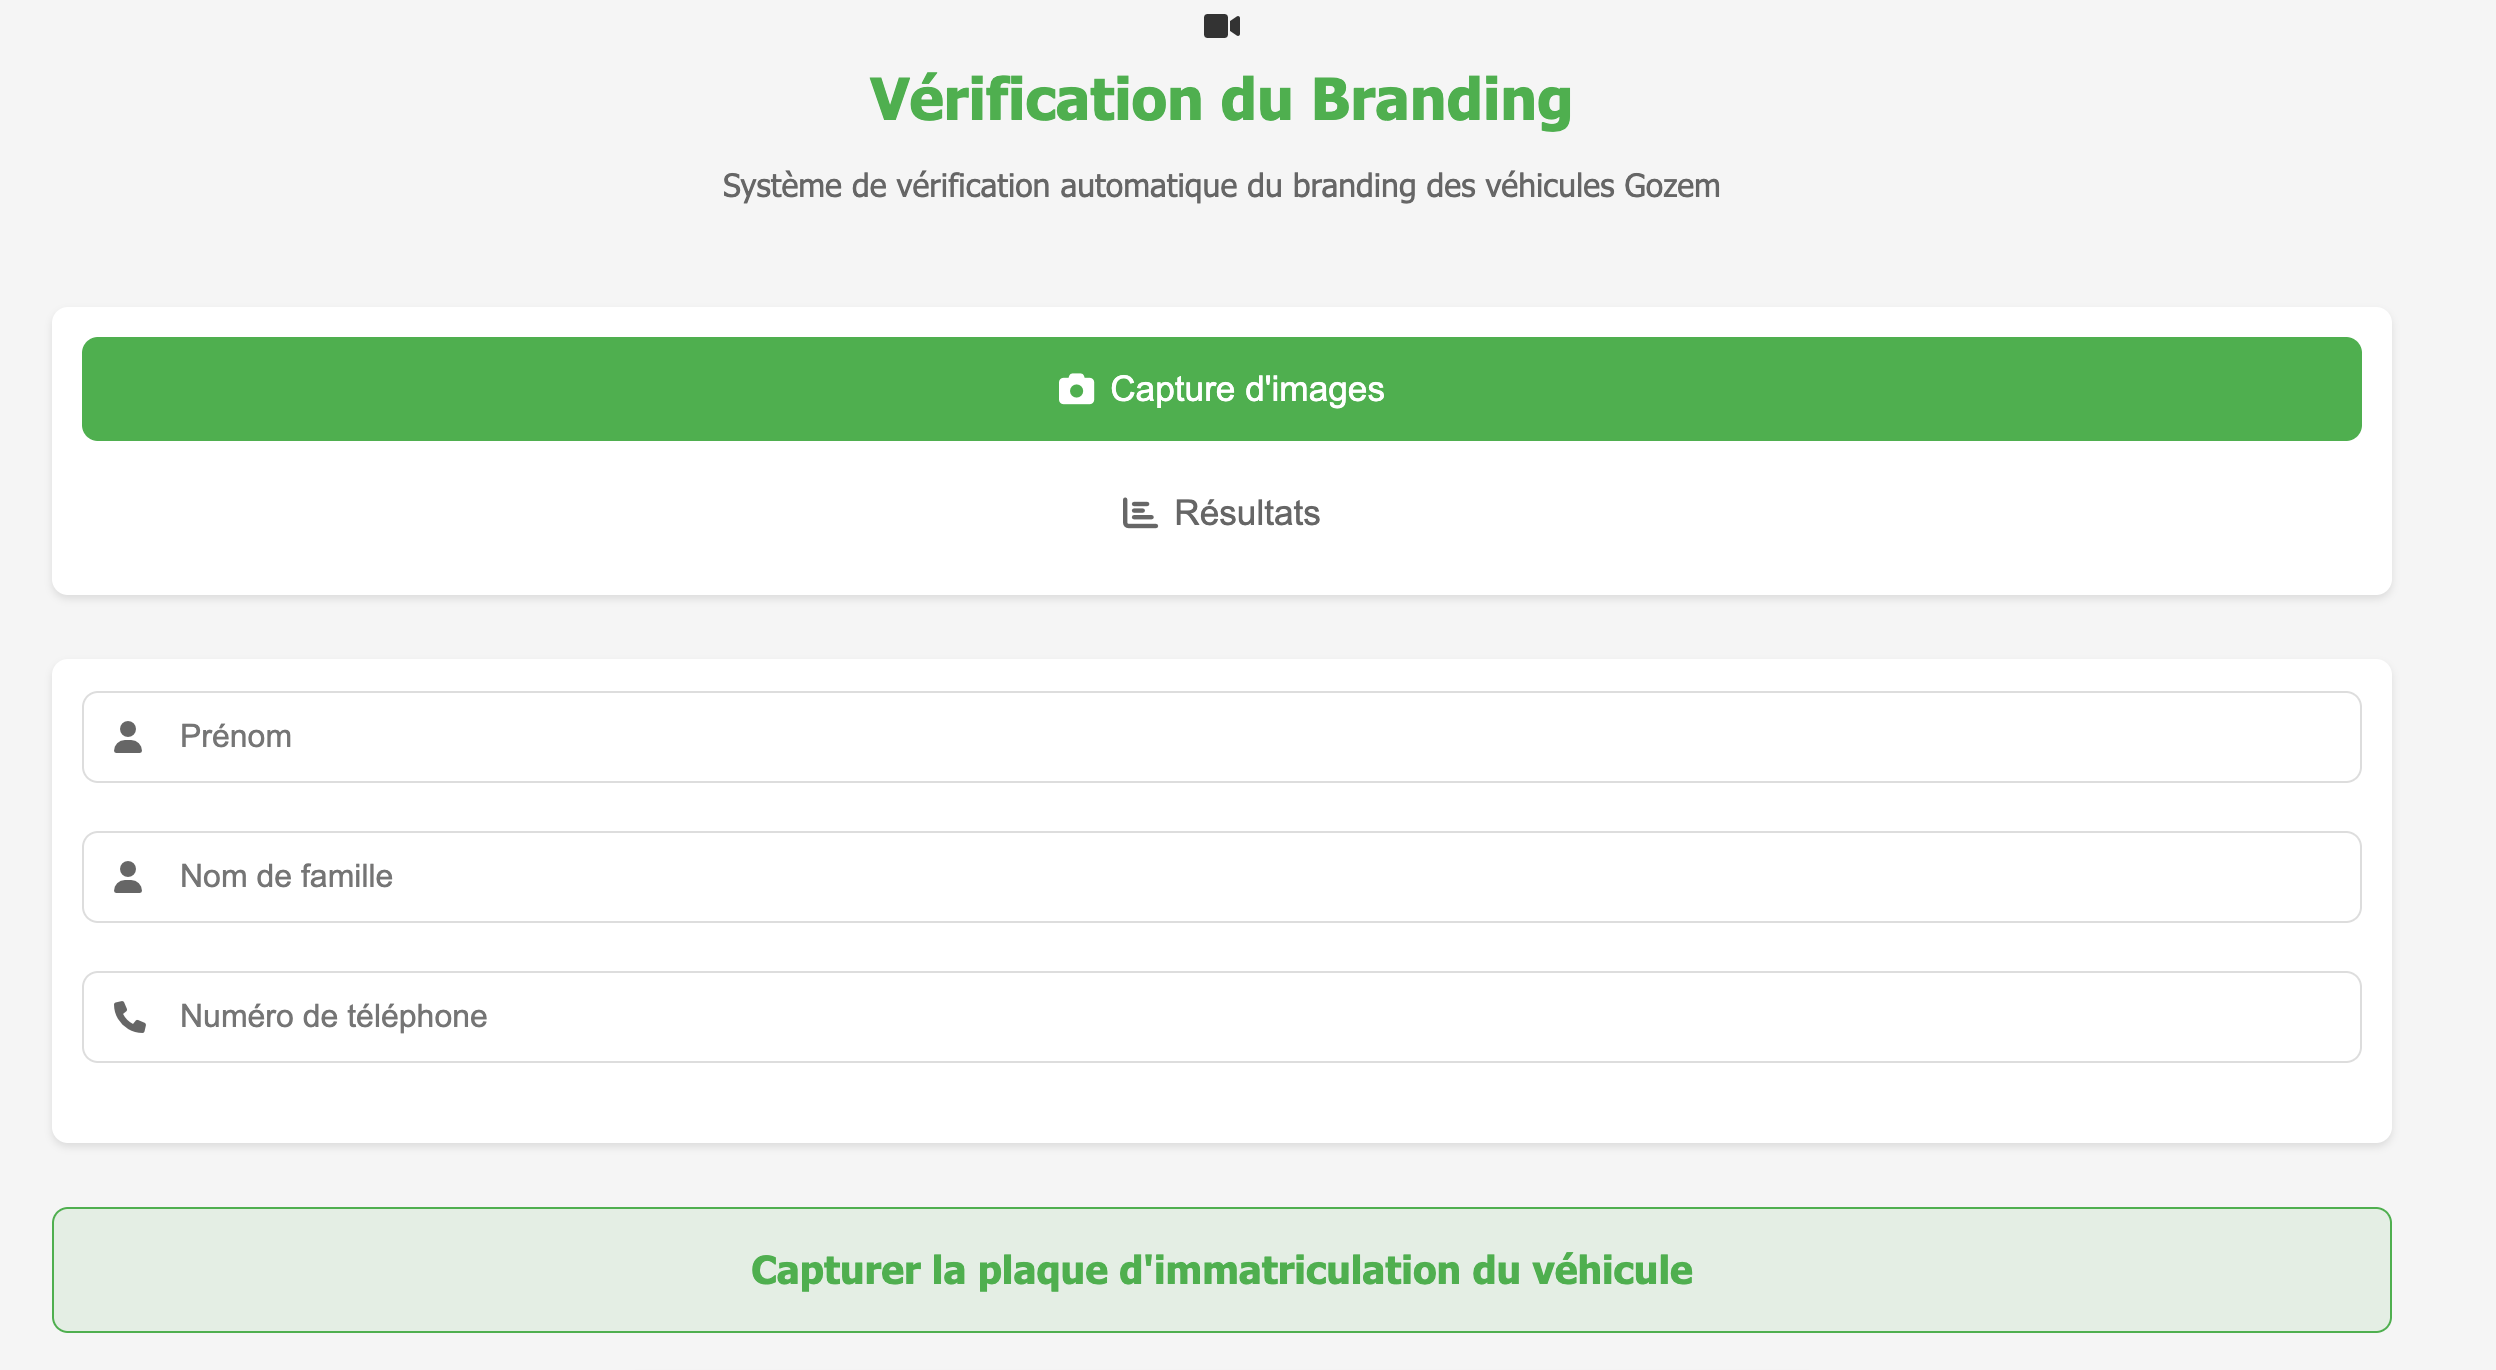 Vérification du Branding
Système de vérification automatique du branding des véhicules Gozem
Capture d'images
Résultats
Prénom
Nom de famille
Numéro de téléphone
Capturer la plaque d'immatriculation du véhicule